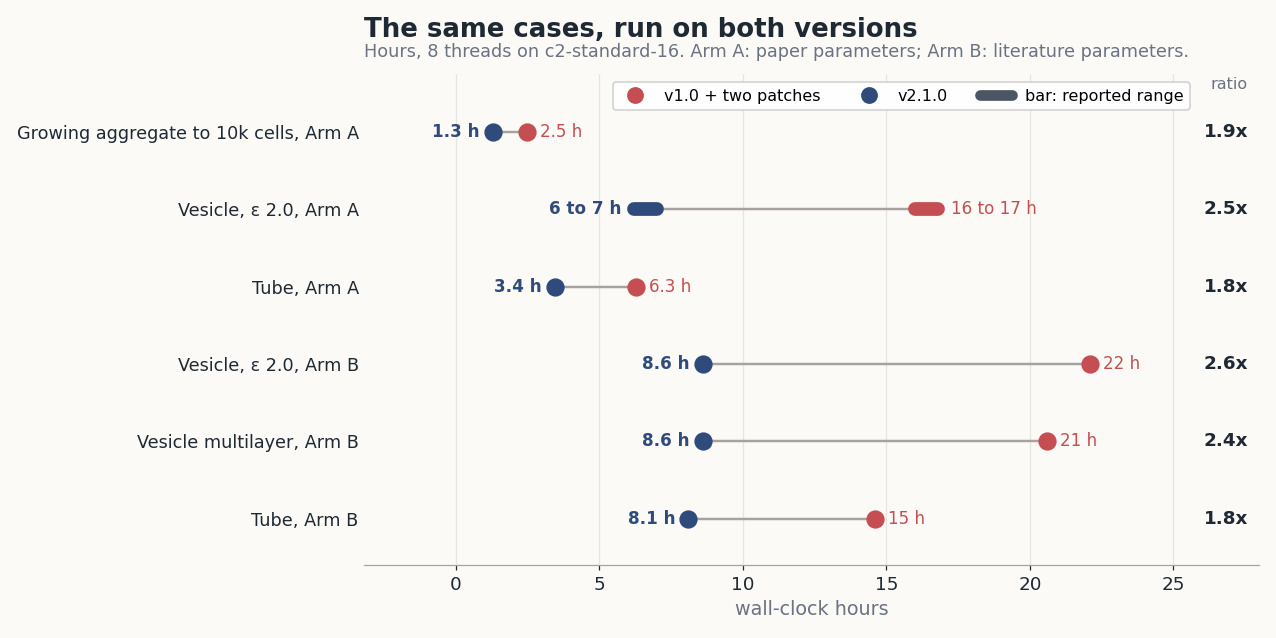 The same cases, run on both versions
Hours, 8 threads on c2-standard-16. Arm A: paper parameters; Arm B: literature parameters.
v1.0 + two patches
v2.1.0
bar: reported range
ratio
Growing aggregate to 10k cells, Arm A
1.3 h
2.5 h
1.9x
Vesicle, ε 2.0, Arm A
6 to 7 h
16 to 17 h
2.5x
Tube, Arm A
3.4 h
6.3 h
1.8x
Vesicle, ε 2.0, Arm B
8.6 h
22 h
2.6x
Vesicle multilayer, Arm B
8.6 h
21 h
2.4x
Tube, Arm B
8.1 h
15 h
1.8x
0
5
10
15
20
25
wall-clock hours